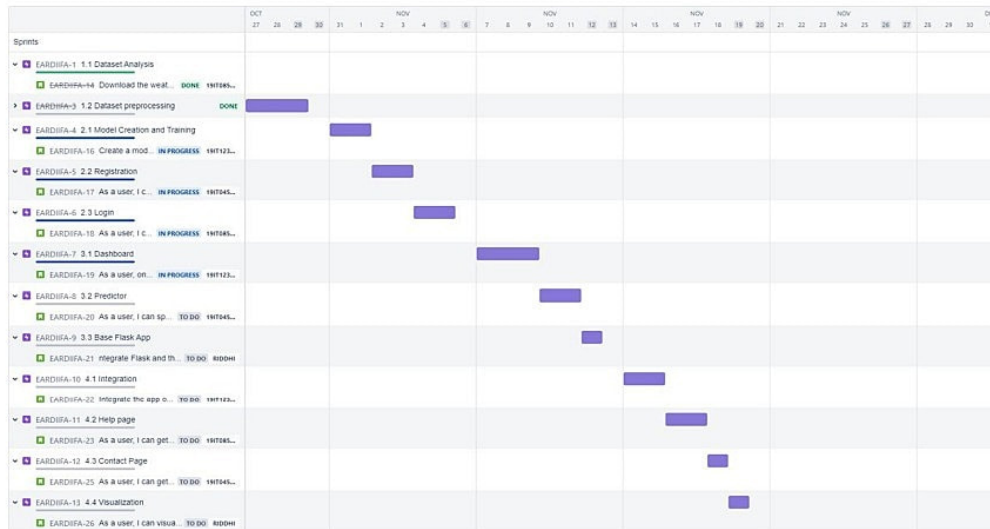 OCT NOV NOV NOV NOV D
27 28 29 30 31 1 2 3 4 5 6 7 8 9 10 11 12 13 14 15 16 17 18 19 20 21 22 23 24 25 26 27 28 29 30
Sprints
EARDIIFA-1 1.1 Dataset Analysis
EARDIIFA-14 Download the weat... DONE 19IT085...
EARDIIFA-3 1.2 Dataset preprocessing DONE
EARDIIFA-4 2.1 Model Creation and Training
EARDIIFA-16 Create a mod... IN PROGRESS 19IT123...
EARDIIFA-5 2.2 Registration
EARDIIFA-17 As a user, I c... IN PROGRESS 19IT045...
EARDIIFA-6 2.3 Login
EARDIIFA-18 As a user, I c... IN PROGRESS 19IT085...
EARDIIFA-7 3.1 Dashboard
EARDIIFA-19 As a user, on... IN PROGRESS 19IT123...
EARDIIFA-8 3.2 Predictor
EARDIIFA-20 As a user, I can sp... TO DO 19IT045...
EARDIIFA-9 3.3 Base Flask App
EARDIIFA-21 ntegrate Flask and th... TO DO RIDDHI
EARDIIFA-10 4.1 Integration
EARDIIFA-22 Integrate the app o... TO DO 19IT123...
EARDIIFA-11 4.2 Help page
EARDIIFA-23 As a user, I can get... TO DO 19IT085...
EARDIIFA-12 4.3 Contact Page
EARDIIFA-25 As a user, I can get... TO DO 19IT045...
EARDIIFA-13 4.4 Visualization
EARDIIFA-26 As a user, I can visua... TO DO RIDDHI